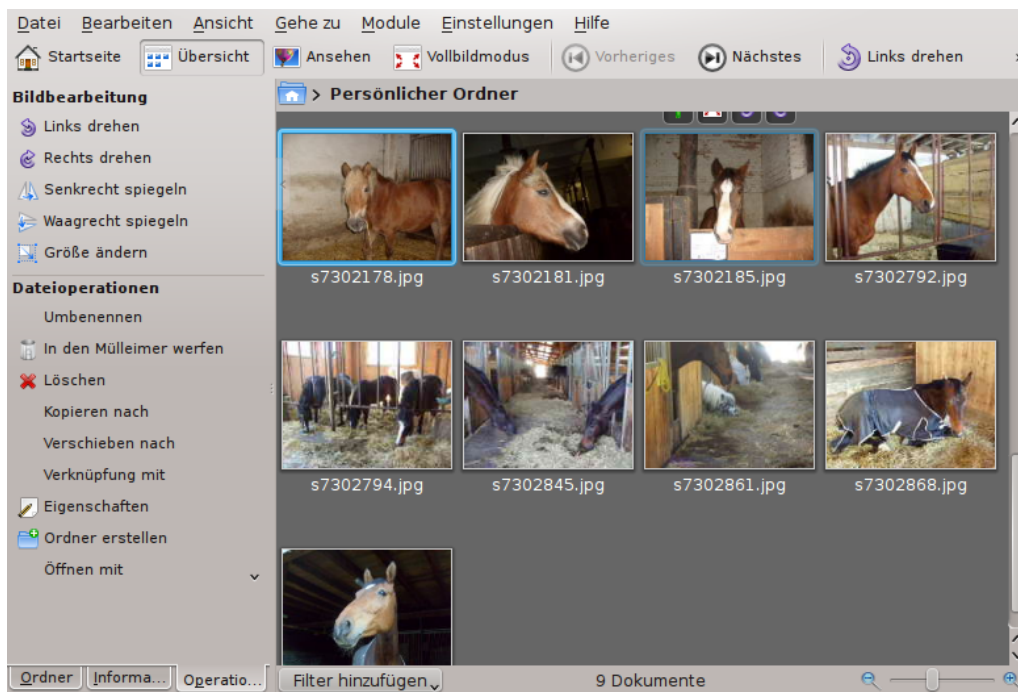 Datei Bearbeiten Ansicht Gehe zu Module Einstellungen Hilfe
Startseite Übersicht Ansehen Vollbildmodus Vorheriges Nächstes Links drehen
Bildbearbeitung
Links drehen
Rechts drehen
Senkrecht spiegeln
Waagrecht spiegeln
Größe ändern
Dateioperationen
Umbenennen
In den Mülleimer werfen
Löschen
Kopieren nach
Verschieben nach
Verknüpfung mit
Eigenschaften
Ordner erstellen
Öffnen mit
Ordner Informa... Operatio...
> Persönlicher Ordner
s7302178.jpg s7302181.jpg s7302185.jpg s7302792.jpg
s7302794.jpg s7302845.jpg s7302861.jpg s7302868.jpg
Filter hinzufügen 9 Dokumente